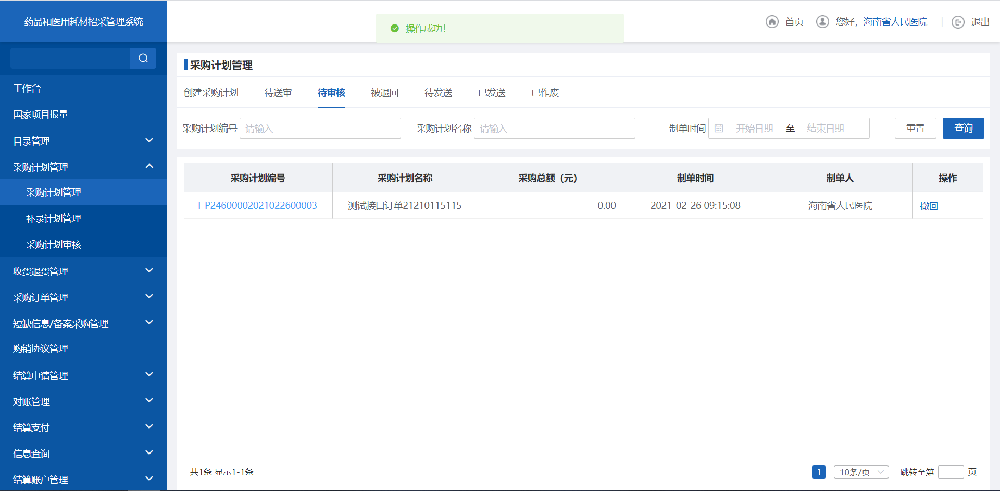 药品和医用耗材招采管理系统
操作成功!
首页
您好，海南省人民医院
退出
工作台
国家项目报量
目录管理
采购计划管理
采购计划管理
补录计划管理
采购计划审核
收货退货管理
采购订单管理
短缺信息/备案采购管理
购销协议管理
结算申请管理
对账管理
结算支付
信息查询
结算账户管理
采购计划管理
创建采购计划 待送审 待审核 被退回 待发送 已发送 已作废
采购计划编号 请输入 采购计划名称 请输入 制单时间 开始日期 至 结束日期 重置 查询
采购计划编号 采购计划名称 采购总额（元） 制单时间 制单人 操作
I_P24600002021022600003 测试接口订单21210115115 0.00 2021-02-26 09:15:08 海南省人民医院 撤回
共1条 显示1-1条 1 10条/页 跳转至第 页